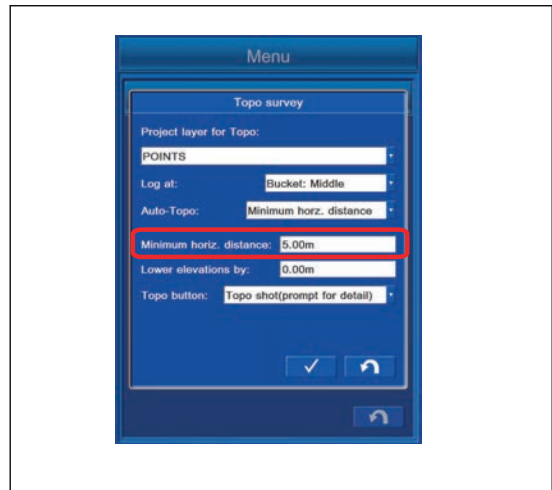 Menu
Topo survey
Project layer for Topo:
POINTS
Log at: Bucket: Middle
Auto-Topo: Minimum horz. distance
Minimum horiz. distance: 5.00m
Lower elevations by: 0.00m
Topo button: Topo shot(prompt for detail)